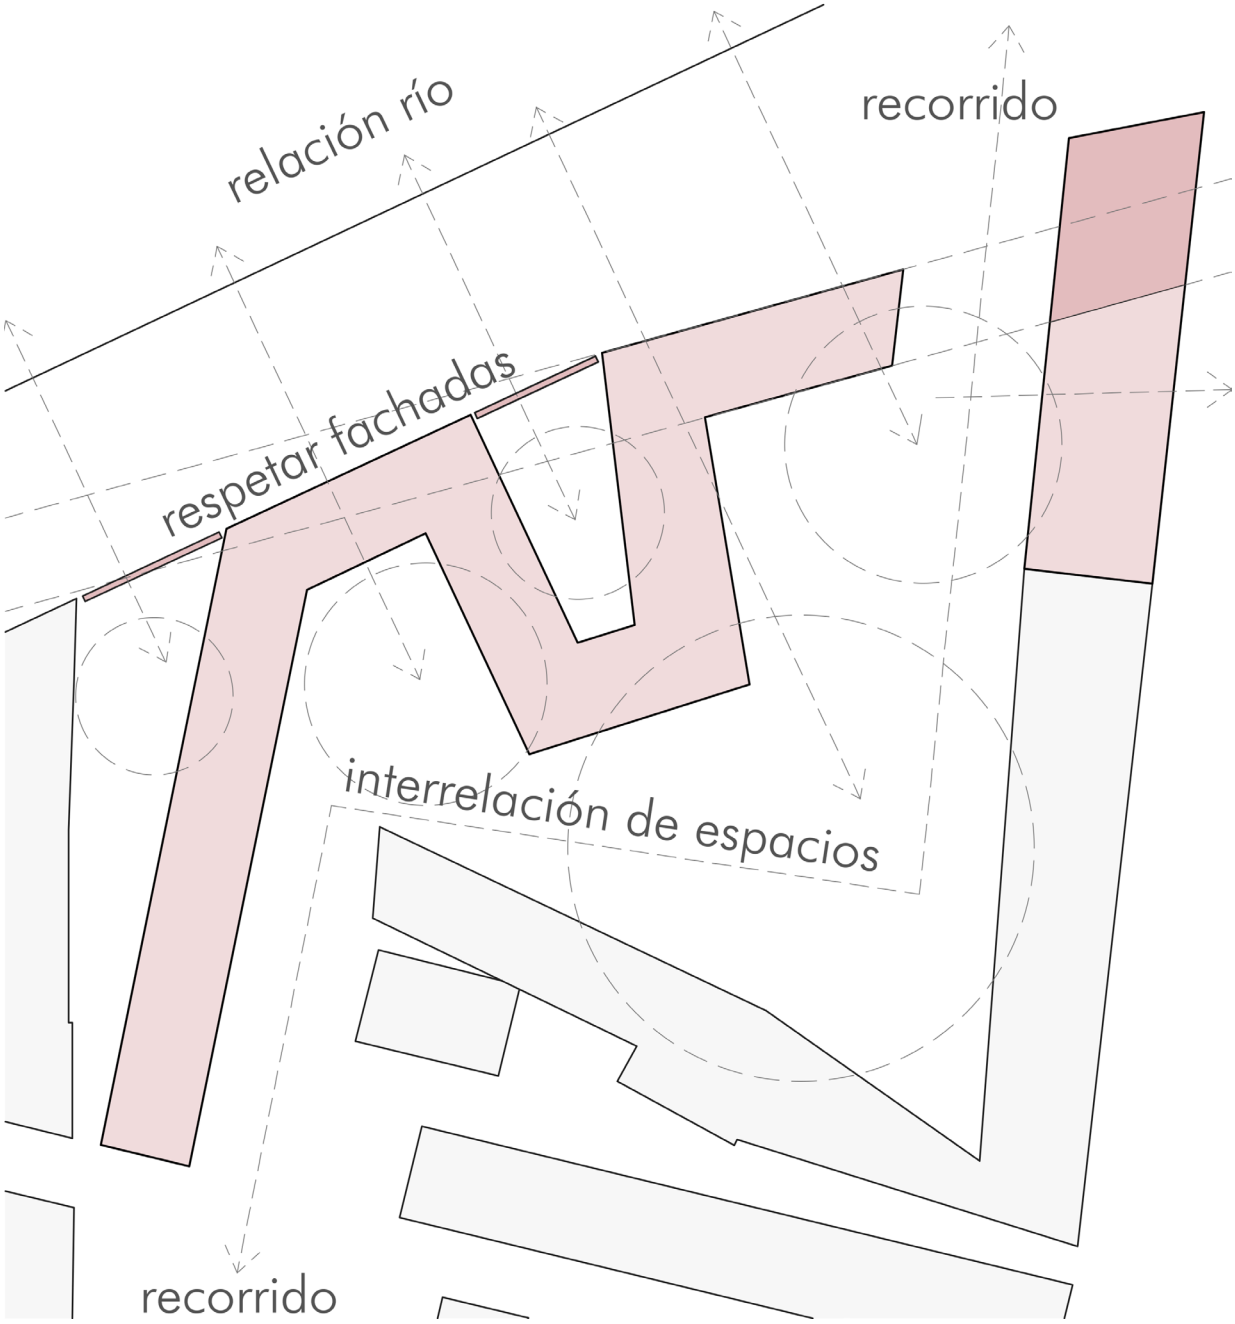 relación río
recorrido
respetar fachadas
interrelación de espacios
recorrido